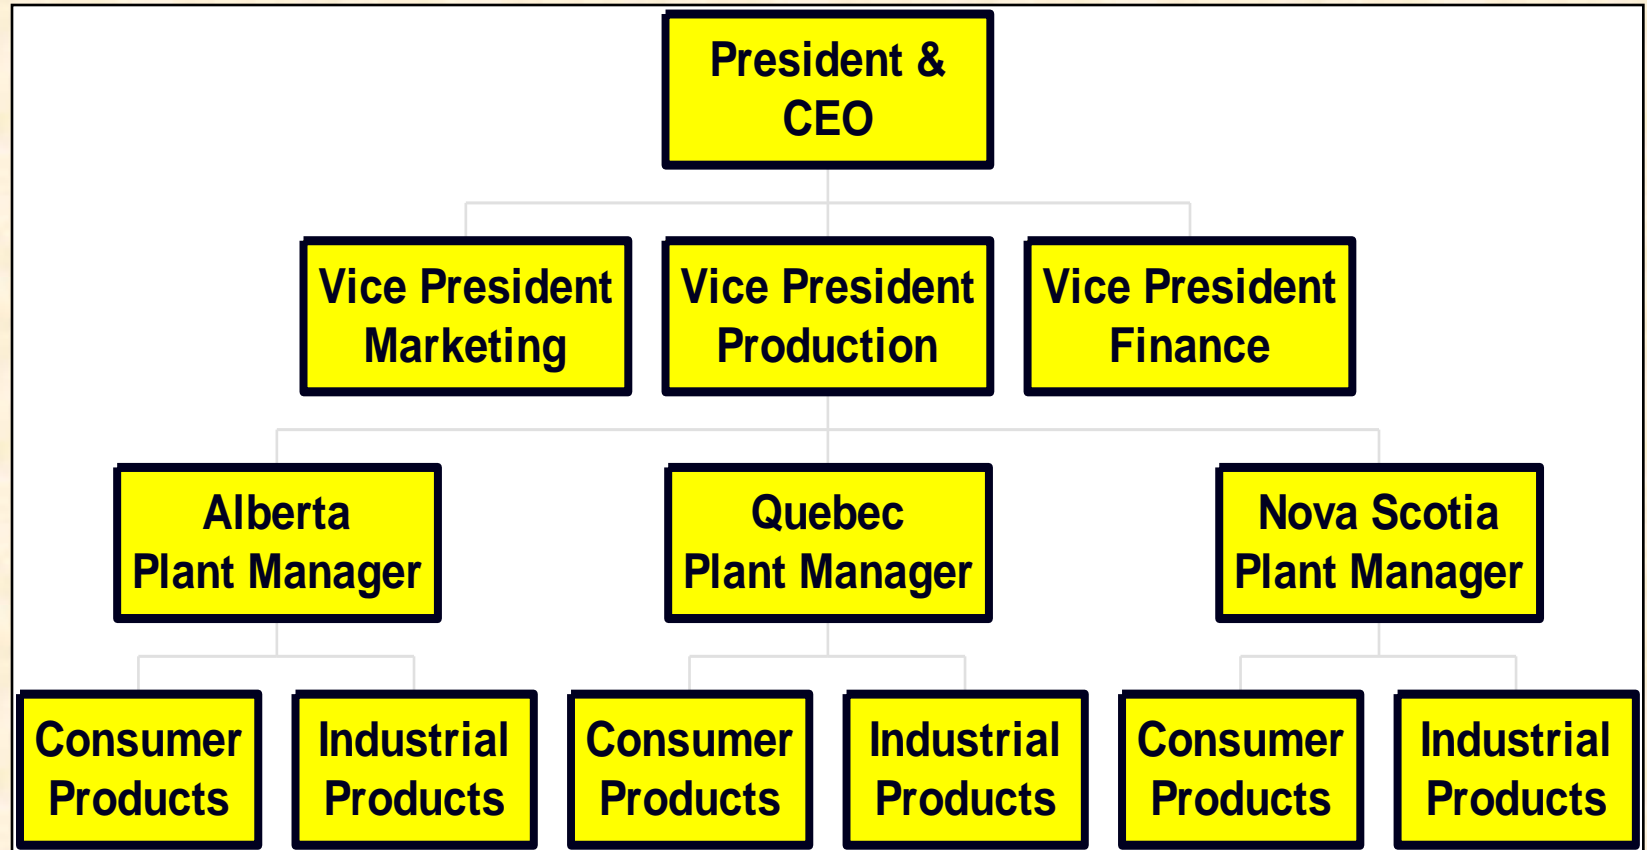 President &
CEO
Vice President
Marketing
Vice President
Production
Vice President
Finance
Alberta
Plant Manager
Quebec
Plant Manager
Nova Scotia
Plant Manager
Consumer
Products
Industrial
Products
Consumer
Products
Industrial
Products
Consumer
Products
Industrial
Products